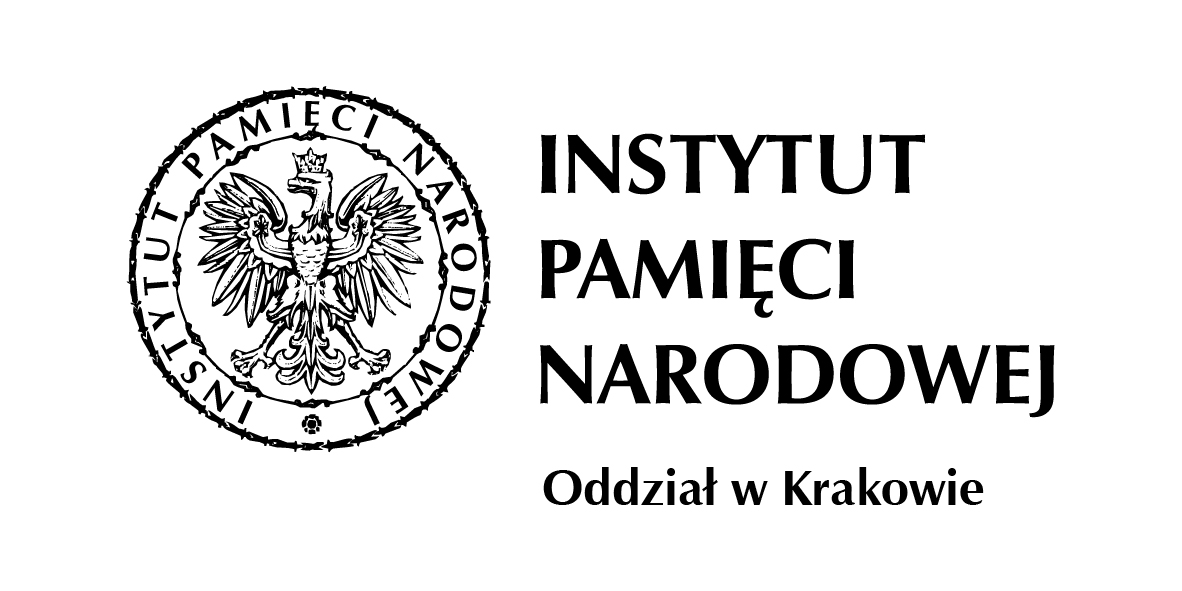 INSTYTUT PAMIĘCI NARODOWEJ
INSTYTUT
PAMIĘCI
NARODOWEJ
Oddział w Krakowie